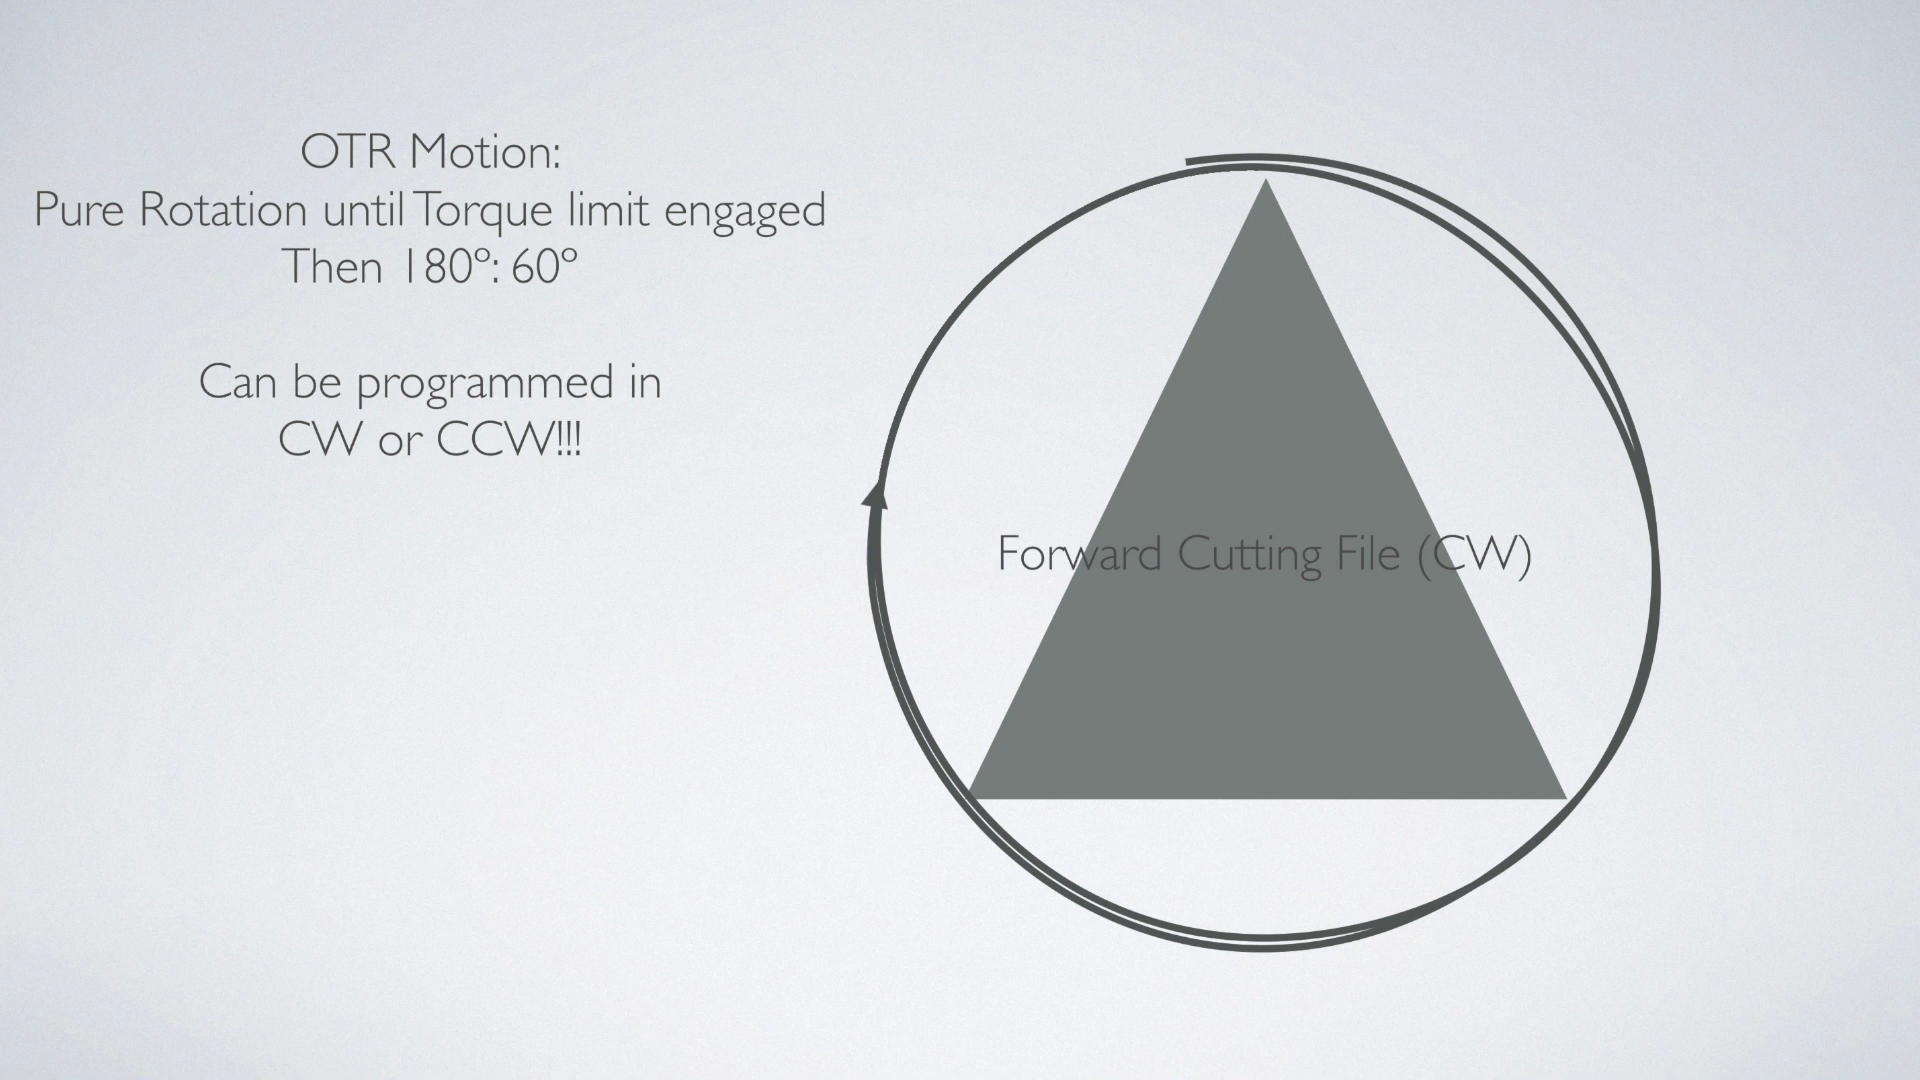 OTR Motion:
Pure Rotation until Torque limit engaged
Then 180º: 60º
Can be programmed in
CW or CCW!!!
Forward Cutting File (CW)